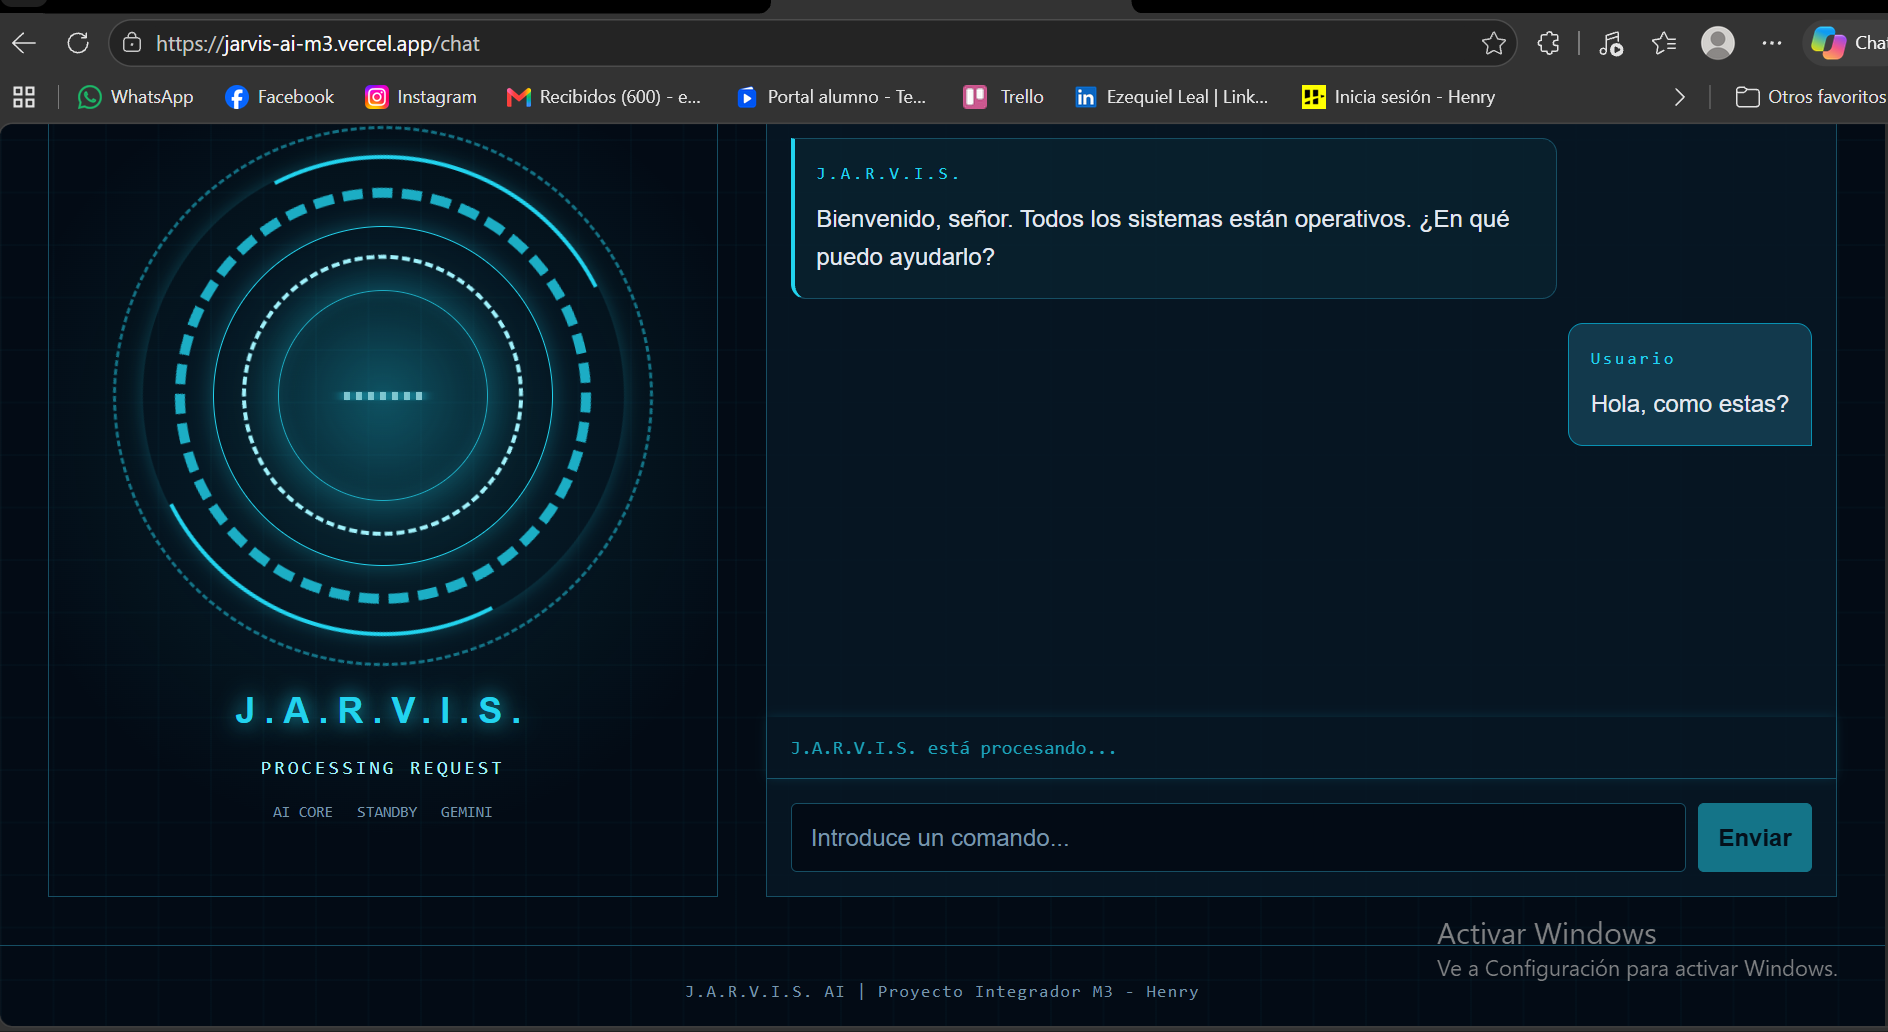 https://jarvis-ai-m3.vercel.app/chat
WhatsApp
Facebook
Instagram
Recibidos (600) - e...
Portal alumno - Te...
Trello
Ezequiel Leal | Link...
Inicia sesión - Henry
Otros favoritos
J.A.R.V.I.S.
PROCESSING REQUEST
AI CORE STANDBY GEMINI
J.A.R.V.I.S.
Bienvenido, señor. Todos los sistemas están operativos. ¿En qué
puedo ayudarlo?
Usuario
Hola, como estas?
J.A.R.V.I.S. está procesando...
Introduce un comando...
Enviar
Activar Windows
Ve a Configuración para activar Windows.
J.A.R.V.I.S. AI | Proyecto Integrador M3 - Henry